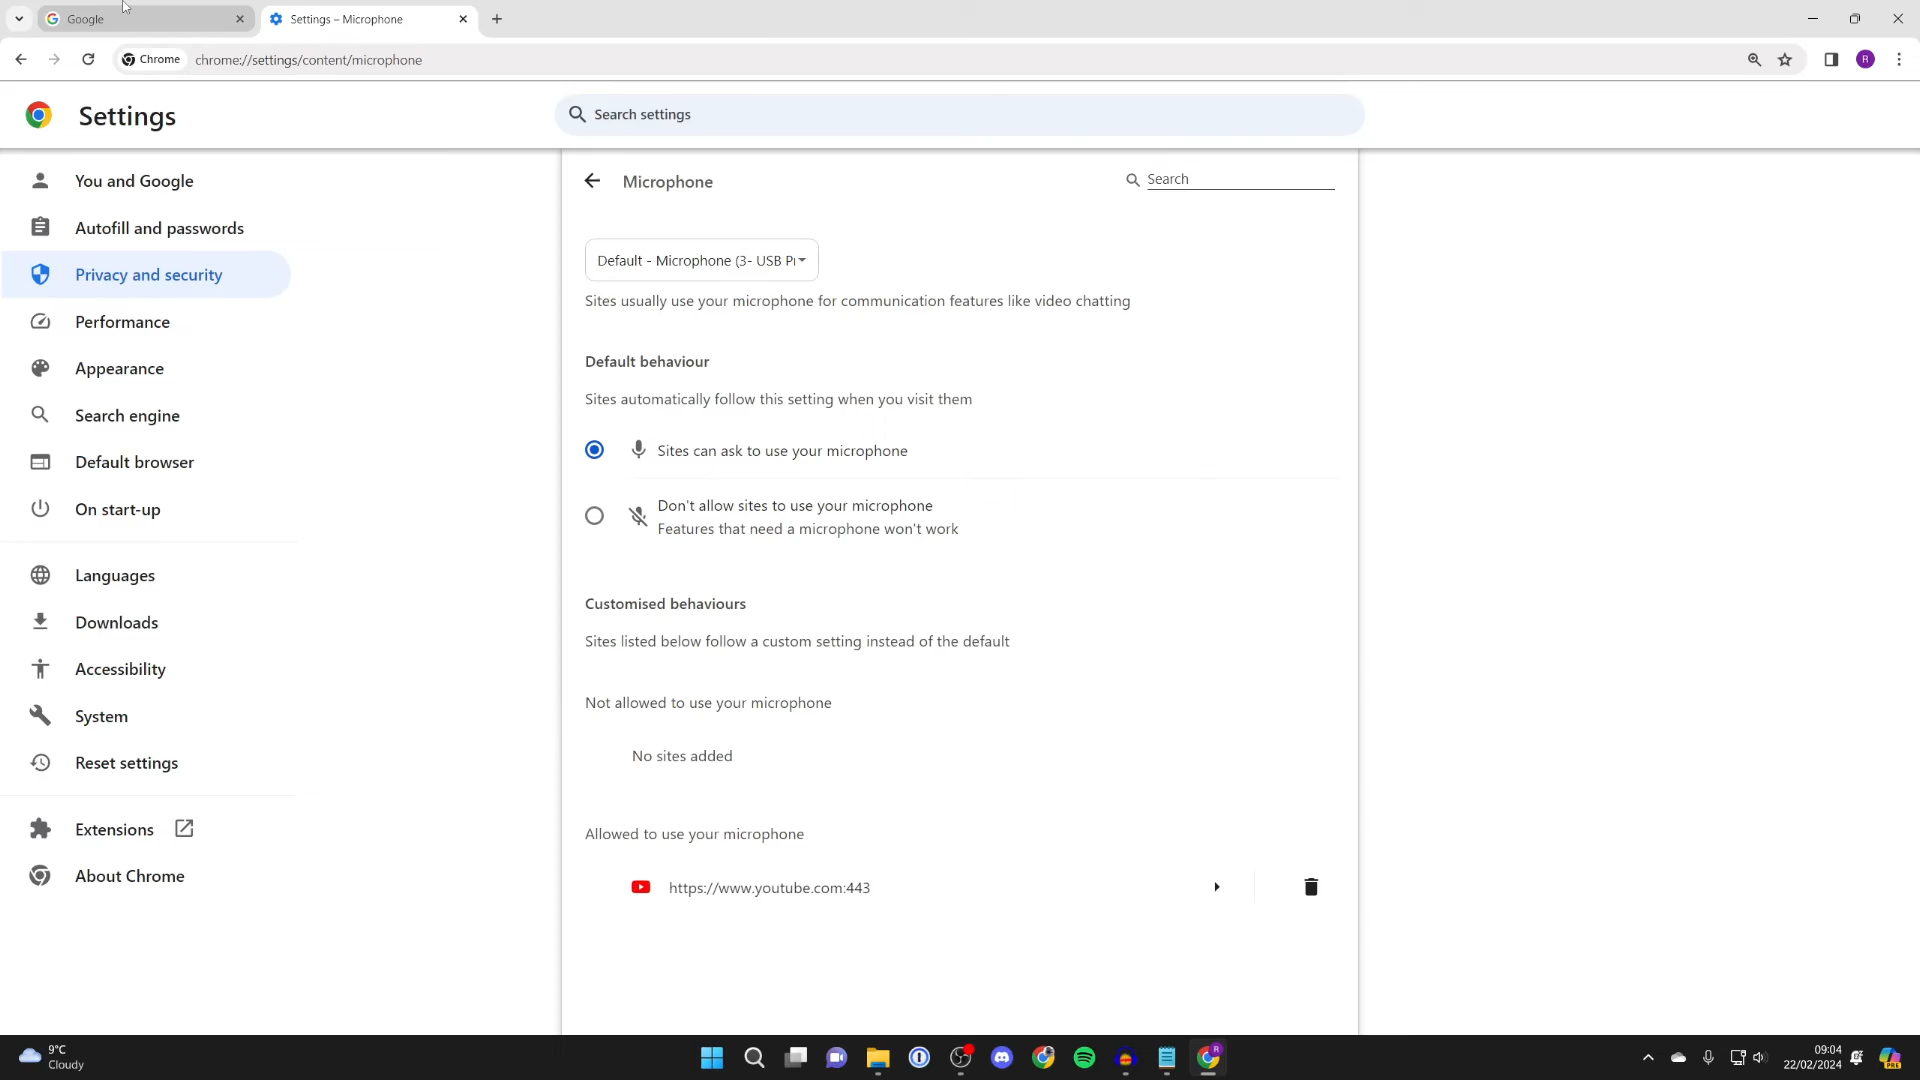 Google
Settings – Microphone
Chrome
chrome://settings/content/microphone
R
Settings
Search settings
You and Google
Autofill and passwords
Privacy and security
Performance
Appearance
Search engine
Default browser
On start-up
Languages
Downloads
Accessibility
System
Reset settings
Extensions
About Chrome
Microphone
Search
Default - Microphone (3- USB P
Sites usually use your microphone for communication features like video chatting
Default behaviour
Sites automatically follow this setting when you visit them
Sites can ask to use your microphone
Don't allow sites to use your microphone
Features that need a microphone won't work
Customised behaviours
Sites listed below follow a custom setting instead of the default
Not allowed to use your microphone
No sites added
Allowed to use your microphone
https://www.youtube.com:443
9°C
Cloudy
09:04
22/02/2024
PRE